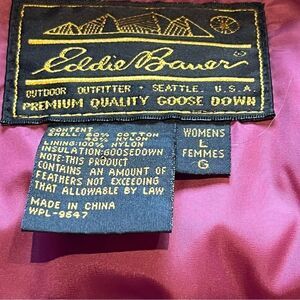 Eddie Bauer
OUTDOOR OUTFITTER · SEATTLE, U.S.A.
PREMIUM QUALITY GOOSE DOWN
CONTENT
SHELL: 60% COTTON
40% NYLON
LINING: 100% NYLON
INSULATION: GOOSEDOWN
NOTE: THIS PRODUCT
CONTAINS AN AMOUNT OF
FEATHERS NOT EXCEEDING
THAT ALLOWABLE BY LAW
MADE IN CHINA
WPL-9647
WOMENS
L
FEMMES
G